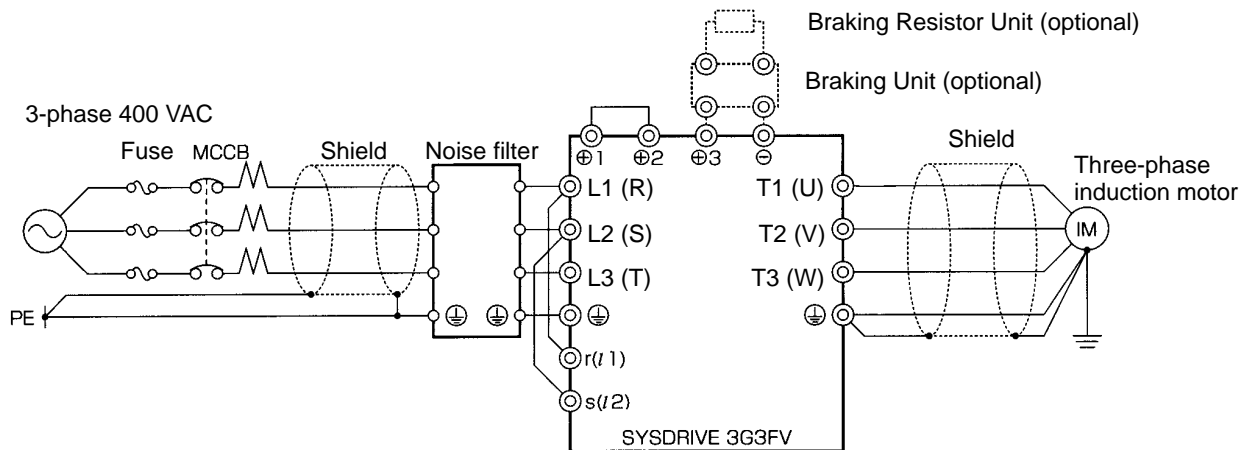 Braking Resistor Unit (optional)
Braking Unit (optional)
3-phase 400 VAC
Fuse MCCB Shield Noise filter
⊕1 ⊕2 ⊕3 ⊖
Shield
Three-phase
induction motor
L1 (R) T1 (U)
L2 (S) T2 (V) IM
L3 (T) T3 (W)
PE
r(l1)
s(l2)
SYSDRIVE 3G3FV